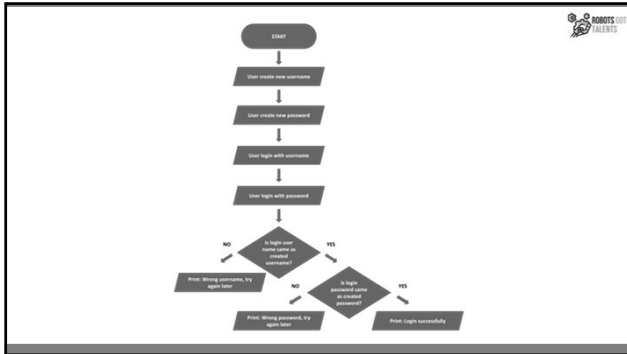 ROBOTS GOT
TALENTS
START
User create new username
User create new password
User login with username
User login with password
NO
Is login user
name same as
created
username?
YES
Print: Wrong username, try
again later
NO
Is login
password same
as created
password?
YES
Print: Wrong password, try
again later
Print: Login successfully